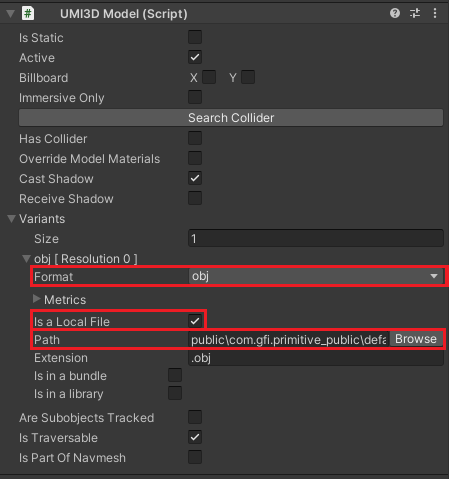 # UMI3D Model (Script)
Is Static
Active
Billboard X Y
Immersive Only
Search Collider
Has Collider
Override Model Materials
Cast Shadow
Receive Shadow
Variants
Size 1
obj [ Resolution 0 ]
Format obj
Metrics
Is a Local File
Path public\com.gfi.primitive_public\defa Browse
Extension .obj
Is in a bundle
Is in a library
Are Subobjects Tracked
Is Traversable
Is Part Of Navmesh